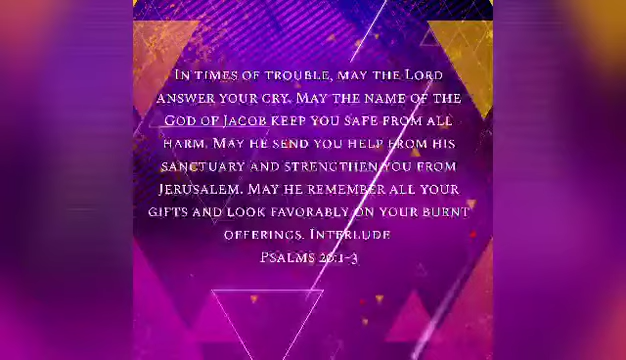 In times of trouble, may the Lord
answer your cry. May the name of the
God of Jacob keep you safe from all
harm. May he send you help from his
sanctuary and strengthen you from
Jerusalem. May he remember all your
gifts and look favorably on your burnt
offerings. Interlude
Psalms 20:1-3